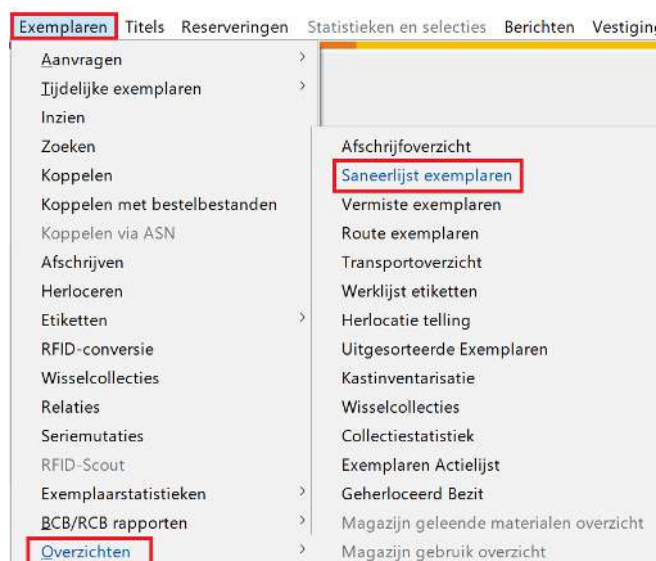 Exemplaren Titels Reserveringen Statistieken en selecties Berichten Vestiging
Aanvragen
Tijdelijke exemplaren
Inzien
Zoeken
Koppelen
Koppelen met bestelbestanden
Koppelen via ASN
Afschrijven
Herloceren
Etiketten
RFID-conversie
Wisselcollecties
Relaties
Seriemutaties
RFID-Scout
Exemplaarstatistieken
BCB/RCB rapporten
Overzichten
Afschrijfoverzicht
Saneerlijst exemplaren
Vermiste exemplaren
Route exemplaren
Transportoverzicht
Werklijst etiketten
Herlocatie telling
Uitgesorteerde Exemplaren
Kastinventarisatie
Wisselcollecties
Collectiestatistiek
Exemplaren Actielijst
Geherloceerd Bezit
Magazijn geleende materialen overzicht
Magazijn gebruik overzicht